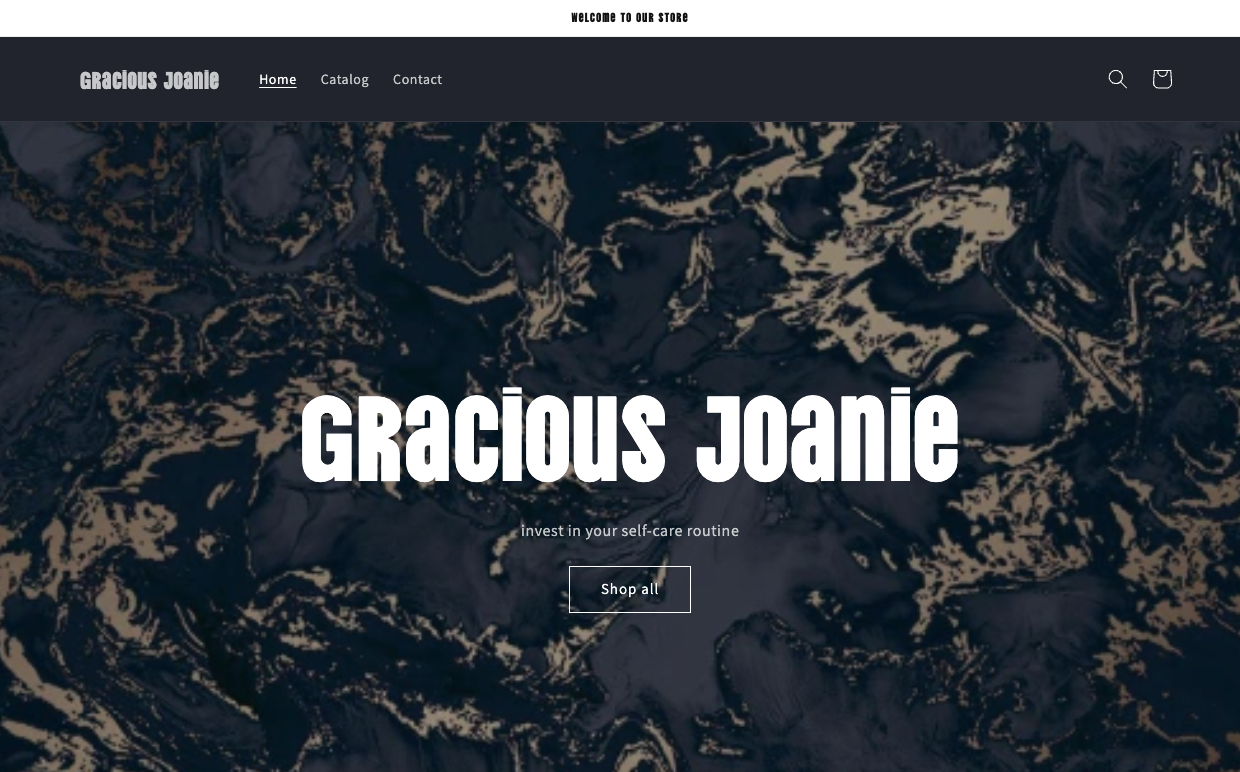 Welcome to our store
Gracious Joanie
Home
Catalog
Contact
Gracious Joanie
invest in your self-care routine
Shop all